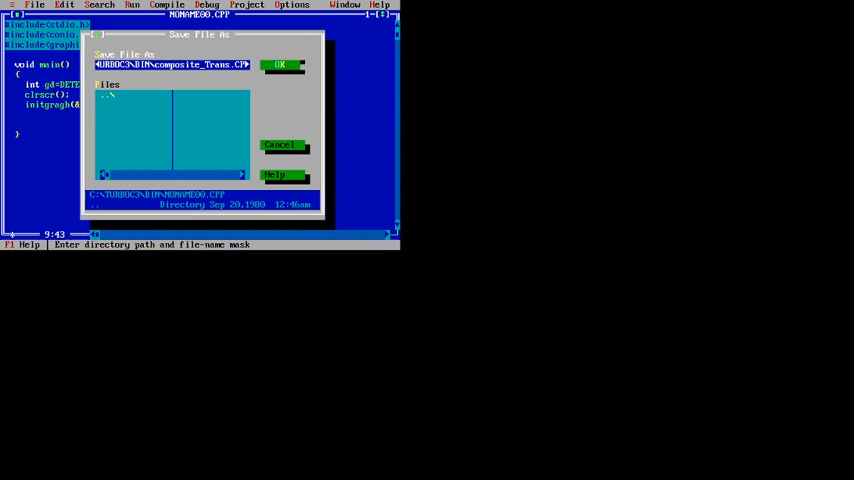 ≡ File Edit Search Run Compile Debug Project Options Window Help
NONAME00.CPP 1
#include<stdio.h>
#include<conio.
#include<graphi
void main()
{
int gd=DETE
clrscr();
initgragh(&
}
9:43
Save File As
Save File As
URBOC3\BIN\composite_Trans.CP
OK
Files
..\
Cancel
Help
C:\TURBOC3\BIN\NONAME00.CPP
.. Directory Sep 20,1980 12:46am
F1 Help | Enter directory path and file-name mask